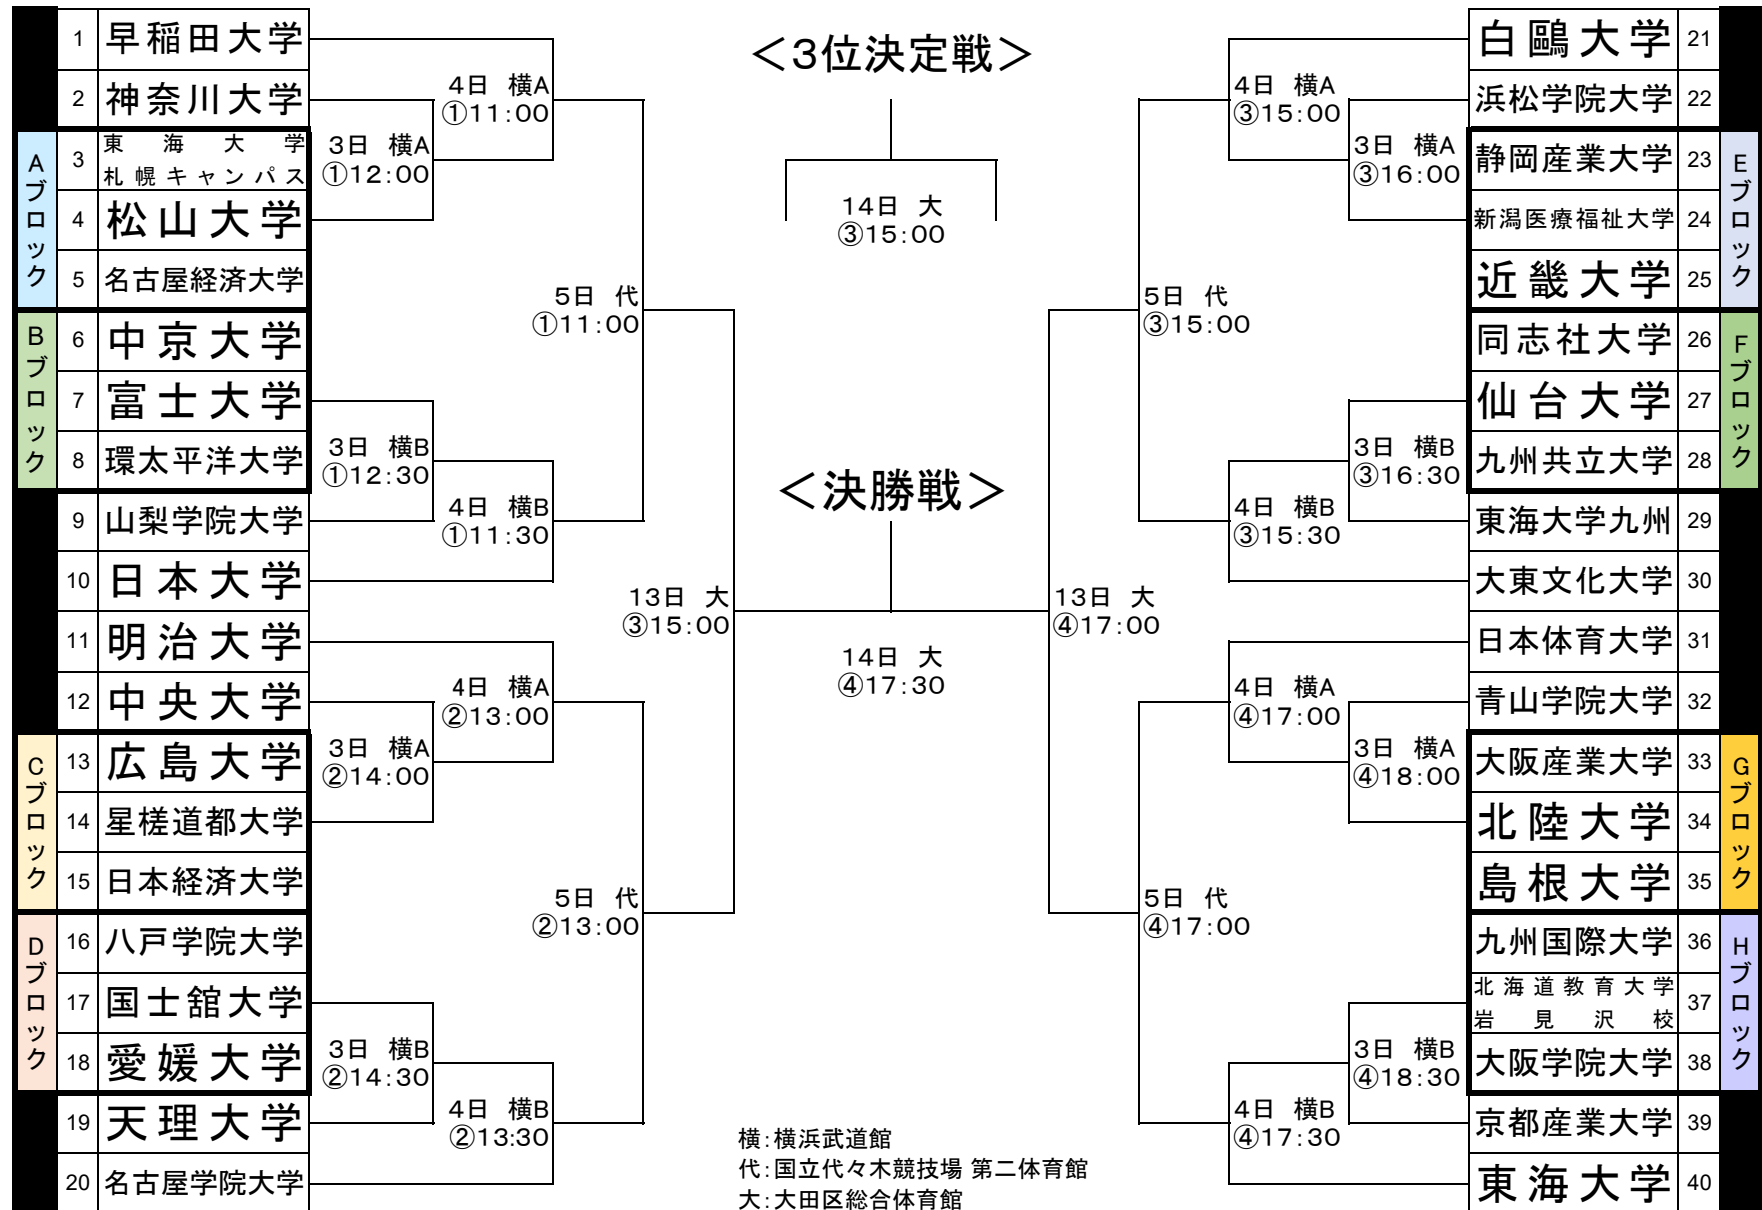 1 早稲田大学
2 神奈川大学
Aブロック
3 東海大学
札幌キャンパス
4 松山大学
5 名古屋経済大学
Bブロック
6 中京大学
7 富士大学
8 環太平洋大学
9 山梨学院大学
10 日本大学
11 明治大学
12 中央大学
Cブロック
13 広島大学
14 星槎道都大学
15 日本経済大学
Dブロック
16 八戸学院大学
17 国士舘大学
18 愛媛大学
19 天理大学
20 名古屋学院大学
3日 横A
①12:00
3日 横B
①12:30
3日 横A
②14:00
3日 横B
②14:30
4日 横A
①11:00
4日 横B
①11:30
4日 横A
②13:00
4日 横B
②13:30
5日 代
①11:00
5日 代
②13:00
13日 大
③15:00
<3位決定戦>
14日 大
③15:00
<決勝戦>
14日 大
④17:30
横:横浜武道館
代:国立代々木競技場 第二体育館
大:大田区総合体育館
13日 大
④17:00
5日 代
③15:00
5日 代
④17:00
4日 横A
③15:00
4日 横B
③15:30
4日 横A
④17:00
4日 横B
④17:30
3日 横A
③16:00
3日 横B
③16:30
3日 横A
④18:00
3日 横B
④18:30
白鷗大学 21
浜松学院大学 22
静岡産業大学 23
新潟医療福祉大学 24
近畿大学 25
Eブロック
同志社大学 26
仙台大学 27
九州共立大学 28
Fブロック
東海大学九州 29
大東文化大学 30
日本体育大学 31
青山学院大学 32
大阪産業大学 33
北陸大学 34
島根大学 35
Gブロック
九州国際大学 36
北海道教育大学
岩見沢校 37
大阪学院大学 38
Hブロック
京都産業大学 39
東海大学 40